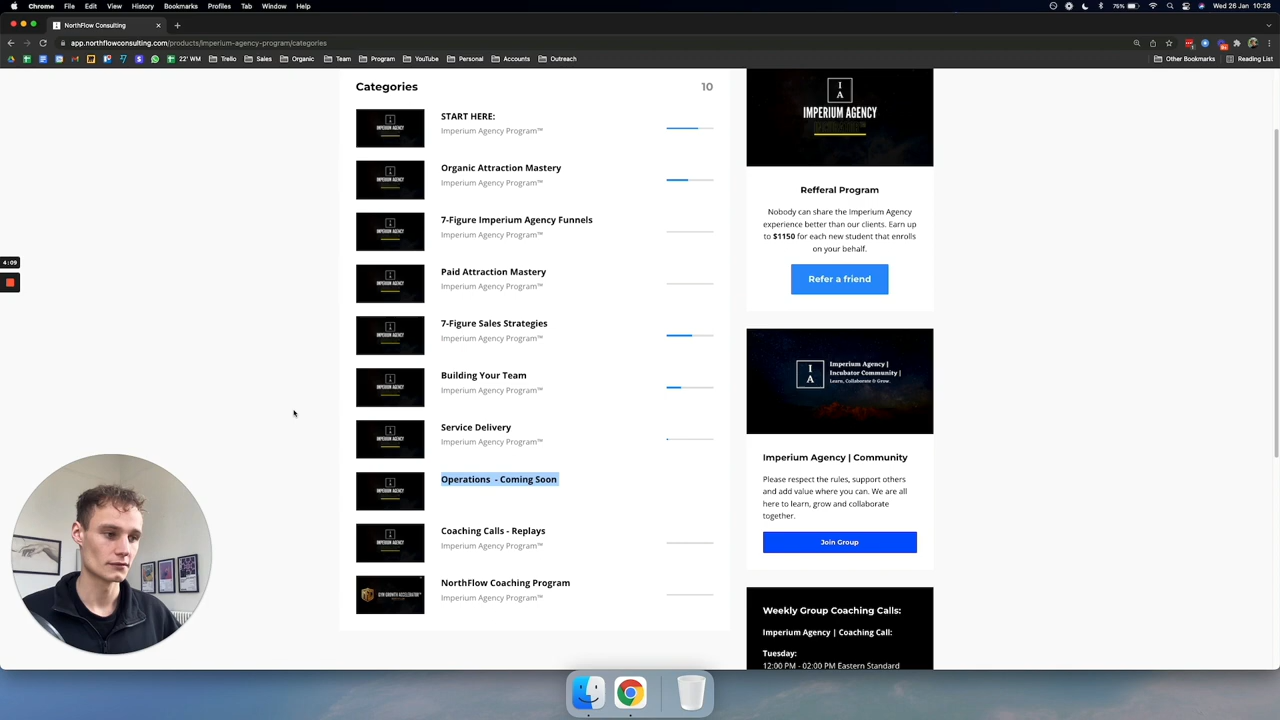 Chrome File Edit View History Bookmarks Profiles Tab Window Help
75% Wed 26 Jan 10:28
NorthFlow Consulting
app.northflowconsulting.com/products/imperium-agency-program/categories
22' WM Trello Sales Organic Team Program YouTube Personal Accounts Outreach Other Bookmarks Reading List
Categories 10
START HERE:
Imperium Agency Program™
Organic Attraction Mastery
Imperium Agency Program™
7-Figure Imperium Agency Funnels
Imperium Agency Program™
Paid Attraction Mastery
Imperium Agency Program™
7-Figure Sales Strategies
Imperium Agency Program™
Building Your Team
Imperium Agency Program™
Service Delivery
Imperium Agency Program™
Operations - Coming Soon
Coaching Calls - Replays
Imperium Agency Program™
NorthFlow Coaching Program
Imperium Agency Program™
I
A
IMPERIUM AGENCY
Refferal Program
Nobody can share the Imperium Agency
experience better than our clients. Earn up
to $1150 for each new student that enrolls
on your behalf.
Refer a friend
I
A
Imperium Agency |
Incubator Community |
Learn, Collaborate & Grow.
Imperium Agency | Community
Please respect the rules, support others
and add value where you can. We are all
here to learn, grow and collaborate
together.
Join Group
Weekly Group Coaching Calls:
Imperium Agency | Coaching Call:
Tuesday:
12:00 PM - 02:00 PM Eastern Standard
4:09